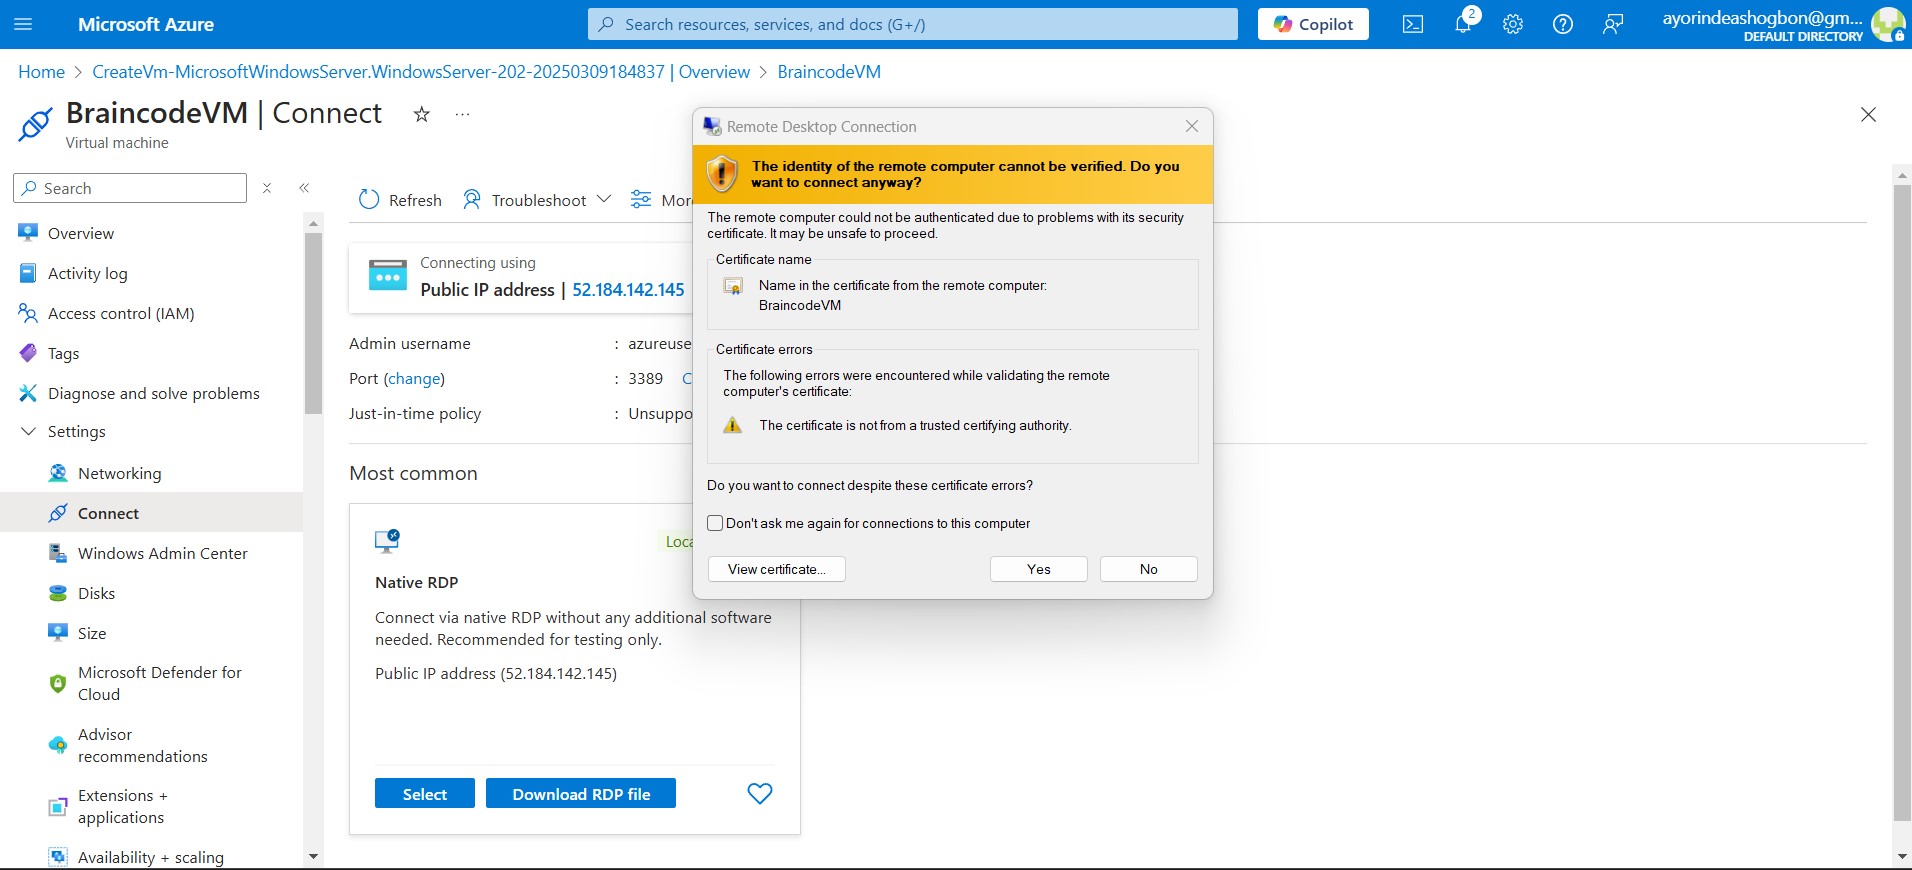 Microsoft Azure
Search resources, services, and docs (G+/)
Copilot
2
ayorindeashogbon@gm...
DEFAULT DIRECTORY
Home > CreateVm-MicrosoftWindowsServer.WindowsServer-202-20250309184837 | Overview > BraincodeVM
BraincodeVM | Connect
Virtual machine
Search
Overview
Activity log
Access control (IAM)
Tags
Diagnose and solve problems
Settings
Networking
Connect
Windows Admin Center
Disks
Size
Microsoft Defender for
Cloud
Advisor
recommendations
Extensions +
applications
Availability + scaling
Refresh
Troubleshoot
Connecting using
Public IP address | 52.184.142.145
Admin username : azureuse
Port (change) : 3389
Just-in-time policy : Unsuppo
Most common
Native RDP
Connect via native RDP without any additional software
needed. Recommended for testing only.
Public IP address (52.184.142.145)
Select
Download RDP file
Remote Desktop Connection
The identity of the remote computer cannot be verified. Do you
want to connect anyway?
The remote computer could not be authenticated due to problems with its security
certificate. It may be unsafe to proceed.
Certificate name
Name in the certificate from the remote computer:
BraincodeVM
Certificate errors
The following errors were encountered while validating the remote
computer's certificate:
The certificate is not from a trusted certifying authority.
Do you want to connect despite these certificate errors?
Don't ask me again for connections to this computer
View certificate...
Yes
No